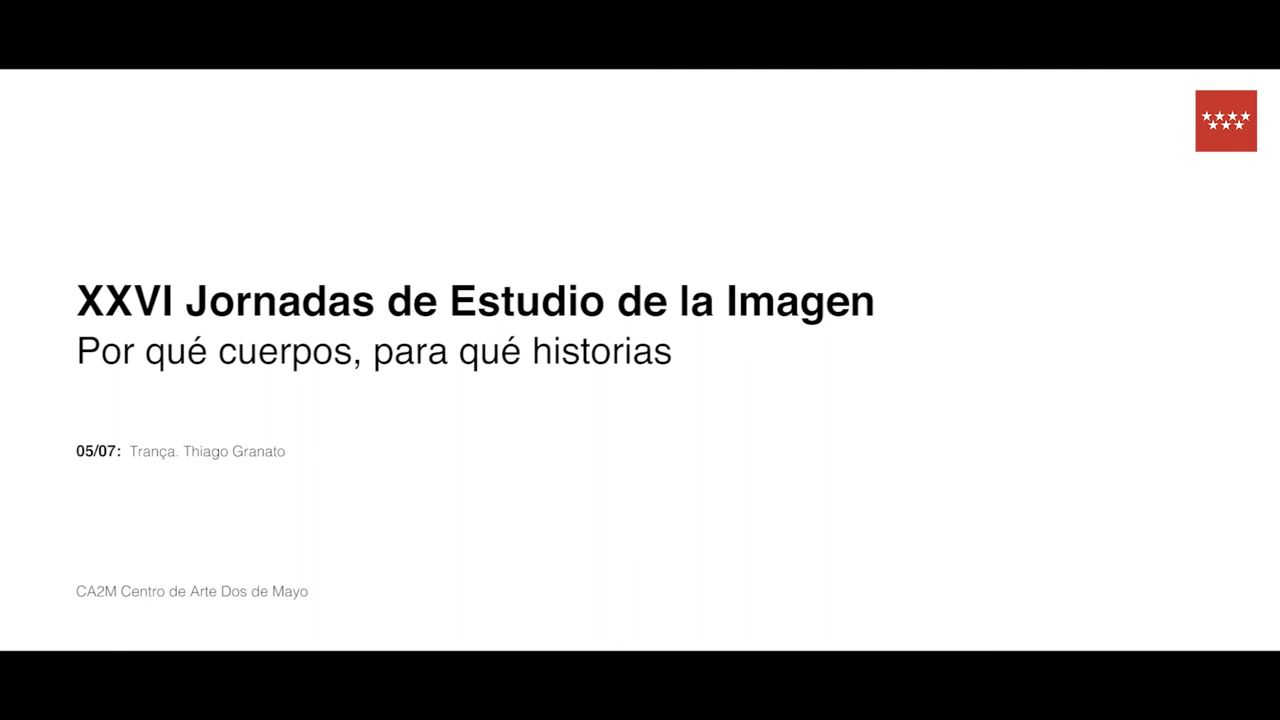 XXVI Jornadas de Estudio de la Imagen
Por qué cuerpos, para qué historias
05/07: Trança. Thiago Granato
CA2M Centro de Arte Dos de Mayo